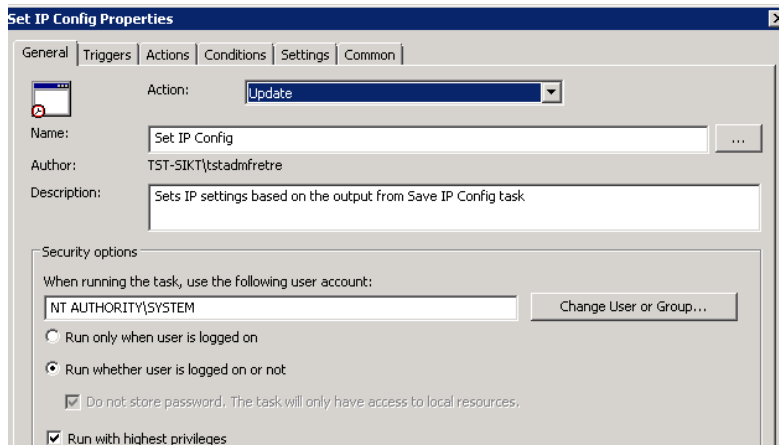 Set IP Config Properties
General Triggers Actions Conditions Settings Common
Action: Update
Name: Set IP Config ...
Author: TST-SIKT\tstadmfretre
Description: Sets IP settings based on the output from Save IP Config task
Security options
When running the task, use the following user account:
NT AUTHORITY\SYSTEM Change User or Group...
Run only when user is logged on
Run whether user is logged on or not
Do not store password. The task will only have access to local resources.
Run with highest privileges